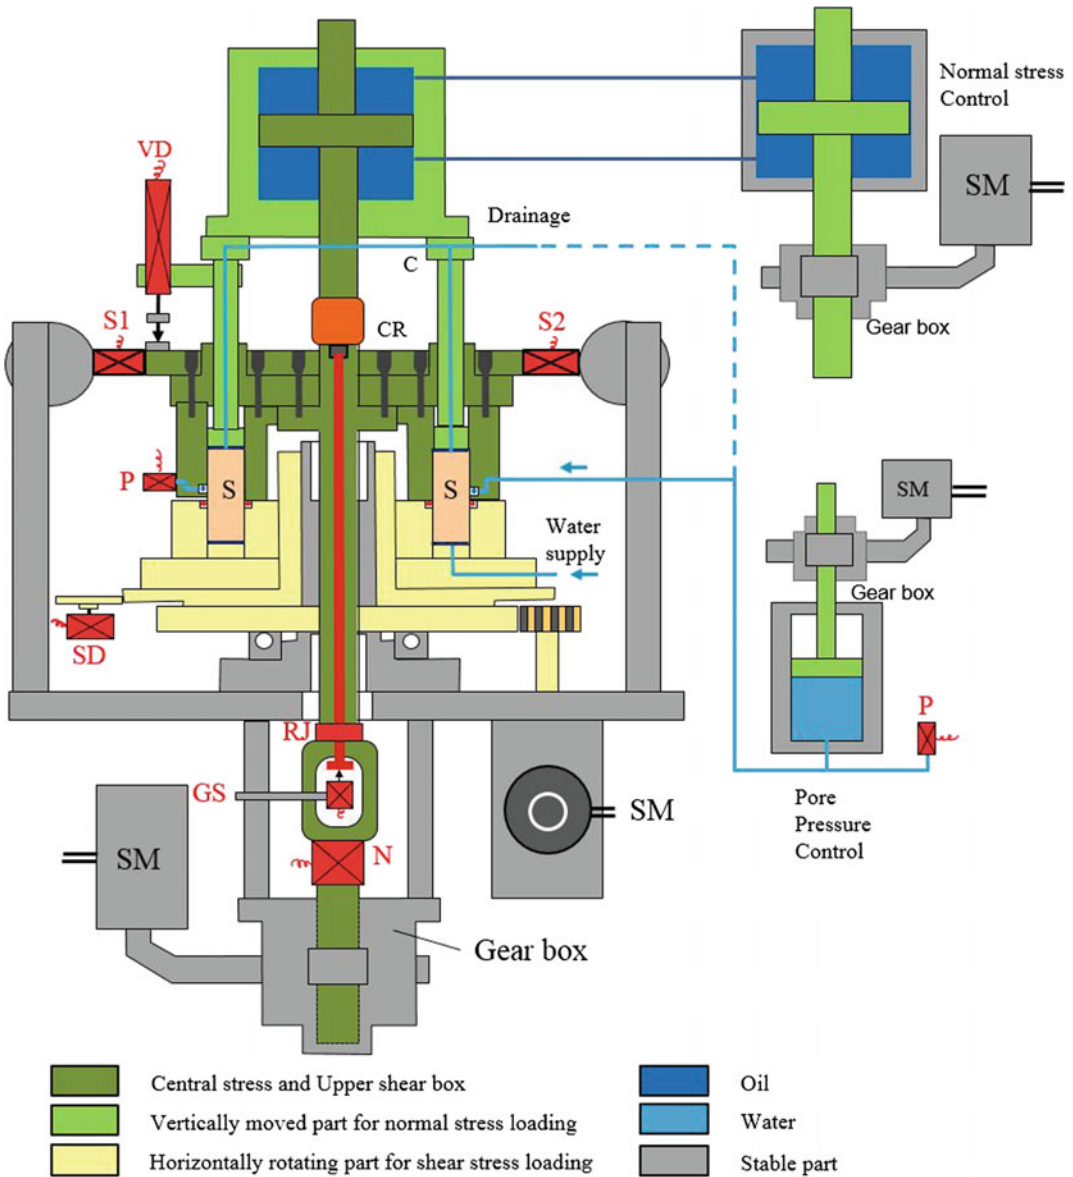 Normal stress
Control
VD
SM
Drainage
C
S1
CR
S2
Gear box
P
S
S
SM
Water
supply
Gear box
SD
RJ
P
GS
SM
Pore
Pressure
Control
SM
N
Gear box
Central stress and Upper shear box
Oil
Vertically moved part for normal stress loading
Water
Horizontally rotating part for shear stress loading
Stable part